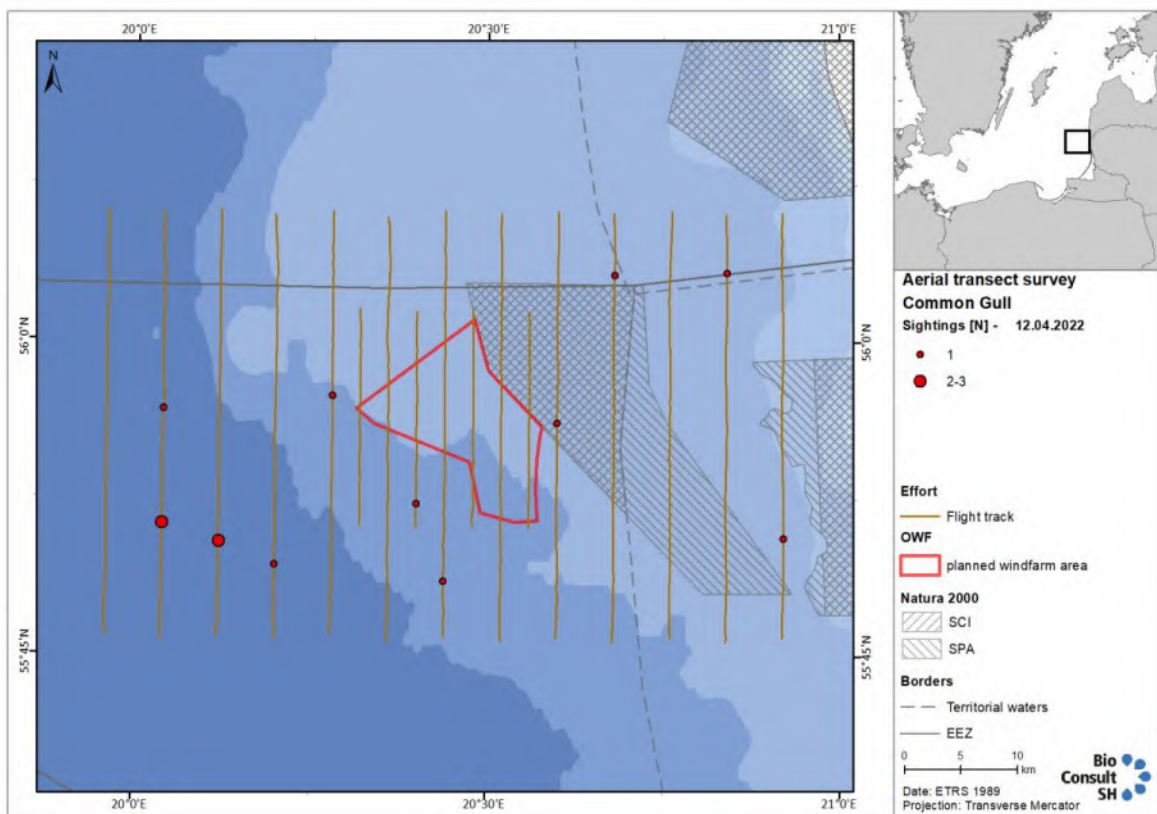 20°0'E
20°30'E
21°0'E
N
56°0'N
56°0'N
55°45'N
55°45'N
20°0'E
20°30'E
21°0'E
Aerial transect survey
Common Gull
Sightings [N] - 12.04.2022
1
2-3
Effort
Flight track
OWF
planned windfarm area
Natura 2000
SCI
SPA
Borders
Territorial waters
EEZ
0 5 10
km
Date: ETRS 1989
Projection: Transverse Mercator
Bio
Consult
SH